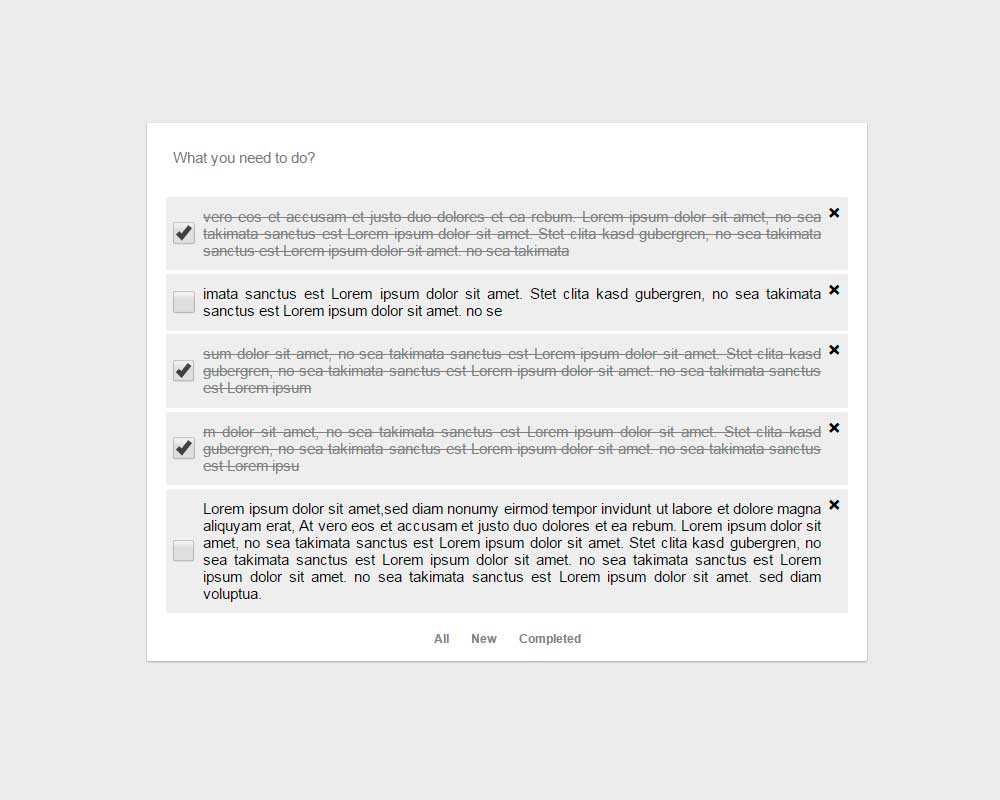 What you need to do?
vero eos et accusam et justo duo dolores et ea rebum. Lorem ipsum dolor sit amet, no sea
takimata sanctus est Lorem ipsum dolor sit amet. Stet clita kasd gubergren, no sea takimata
sanctus est Lorem ipsum dolor sit amet. no sea takimata
imata sanctus est Lorem ipsum dolor sit amet. Stet clita kasd gubergren, no sea takimata
sanctus est Lorem ipsum dolor sit amet. no se
sum dolor sit amet, no sea takimata sanctus est Lorem ipsum dolor sit amet. Stet clita kasd
gubergren, no sea takimata sanctus est Lorem ipsum dolor sit amet. no sea takimata sanctus
est Lorem ipsum
m dolor sit amet, no sea takimata sanctus est Lorem ipsum dolor sit amet. Stet clita kasd
gubergren, no sea takimata sanctus est Lorem ipsum dolor sit amet. no sea takimata sanctus
est Lorem ipsu
Lorem ipsum dolor sit amet,sed diam nonumy eirmod tempor invidunt ut labore et dolore magna
aliquyam erat, At vero eos et accusam et justo duo dolores et ea rebum. Lorem ipsum dolor sit
amet, no sea takimata sanctus est Lorem ipsum dolor sit amet. Stet clita kasd gubergren, no
sea takimata sanctus est Lorem ipsum dolor sit amet. no sea takimata sanctus est Lorem
ipsum dolor sit amet. no sea takimata sanctus est Lorem ipsum dolor sit amet. sed diam
voluptua.
All New Completed